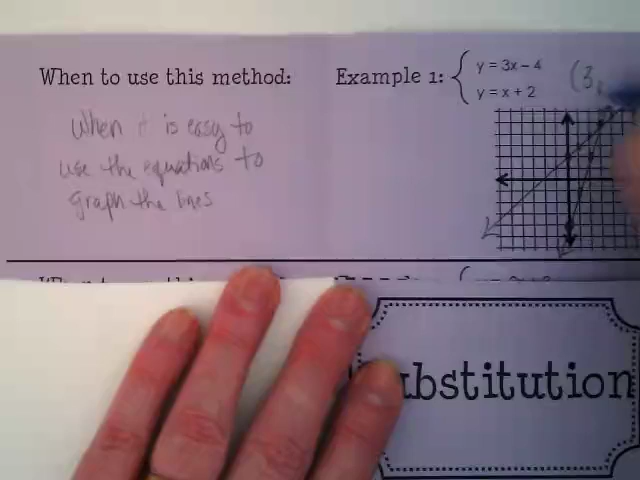 When to use this method:
When it is easy to
use the equations to
graph the lines
Example 1:
y = 3x – 4
y = x + 2
(3,
ubstitution